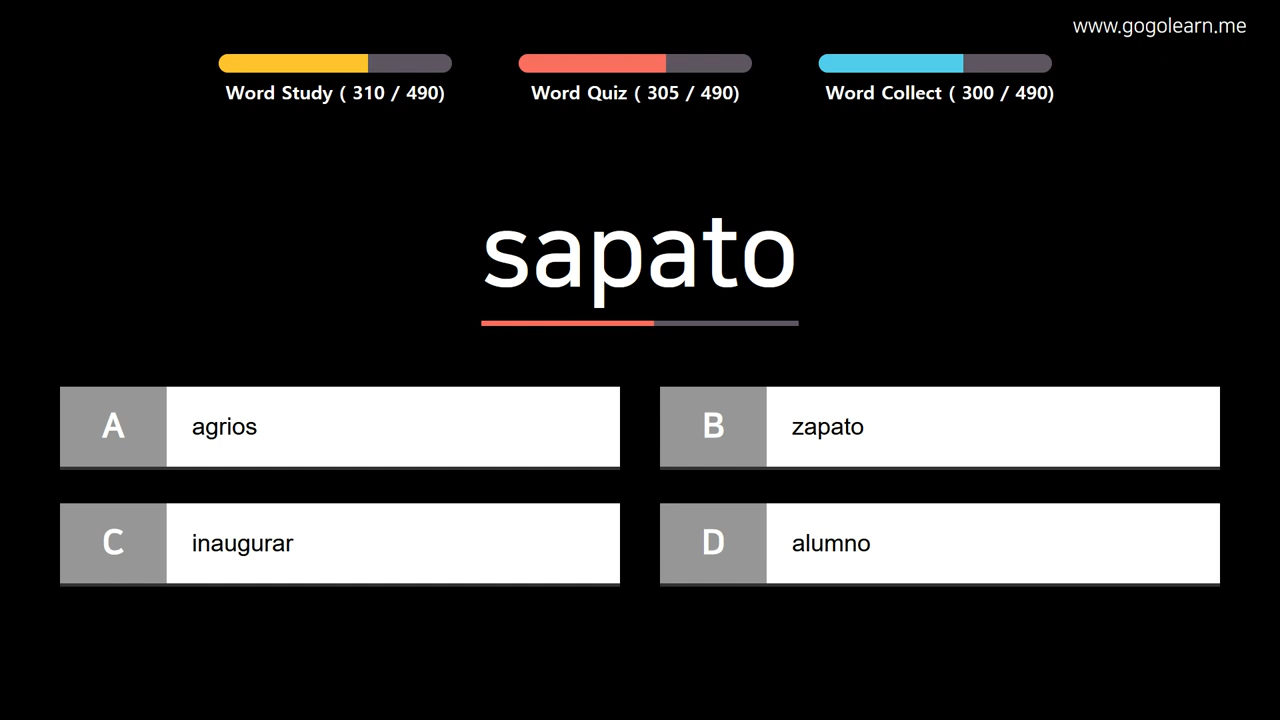 www.gogolearn.me
Word Study ( 310 / 490)
Word Quiz ( 305 / 490)
Word Collect ( 300 / 490)
sapato
A agrios
B zapato
C inaugurar
D alumno